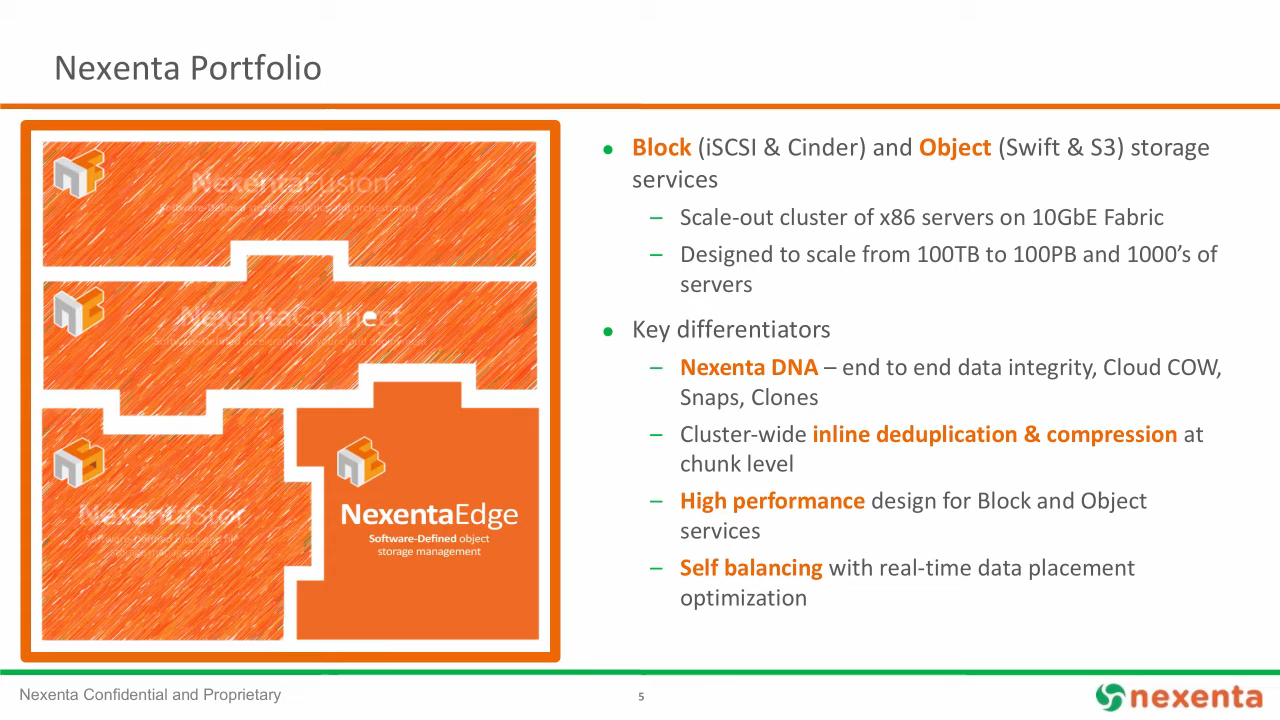 Nexenta Portfolio
NexentaFusion
NexentaConnect
NexentaStor
NexentaEdge
Software-Defined object
storage management
● Block (iSCSI & Cinder) and Object (Swift & S3) storage
services
– Scale-out cluster of x86 servers on 10GbE Fabric
– Designed to scale from 100TB to 100PB and 1000’s of
servers
● Key differentiators
– Nexenta DNA – end to end data integrity, Cloud COW,
Snaps, Clones
– Cluster-wide inline deduplication & compression at
chunk level
– High performance design for Block and Object
services
– Self balancing with real-time data placement
optimization
Nexenta Confidential and Proprietary
5
nexenta